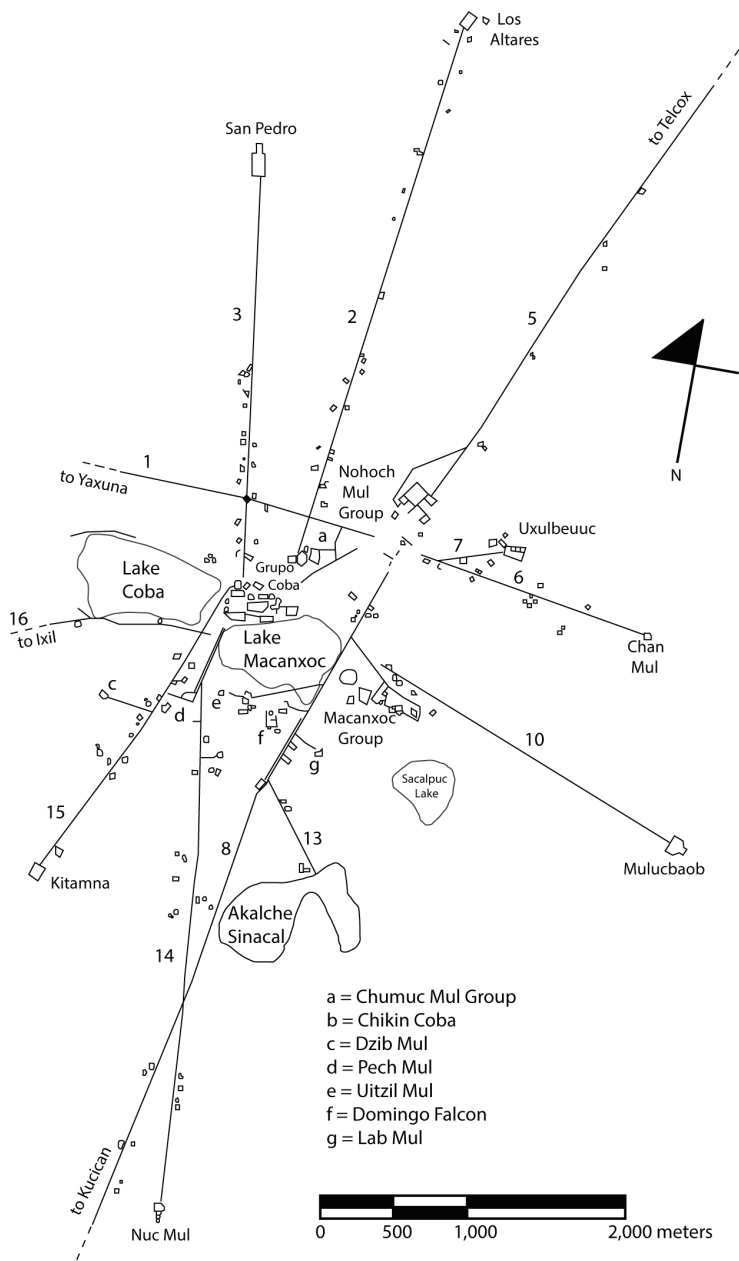 Los
Altares
to Telcox
San Pedro
3
2
5
N
1
to Yaxuna
Nohoch
Mul
Group
a
Uxulbeuuc
7
6
Grupo
Coba
Lake
Coba
16
to Ixil
Lake
Macanxoc
Chan
Mul
c
d
e
f
g
Macanxoc
Group
10
Sacalpuc
Lake
15
8
13
Kitamna
Mulucbaob
Akalche
Sinacal
14
a = Chumuc Mul Group
b = Chikin Coba
c = Dzib Mul
d = Pech Mul
e = Uitzil Mul
f = Domingo Falcon
g = Lab Mul
to Kucican
Nuc Mul
0 500 1,000 2,000 meters